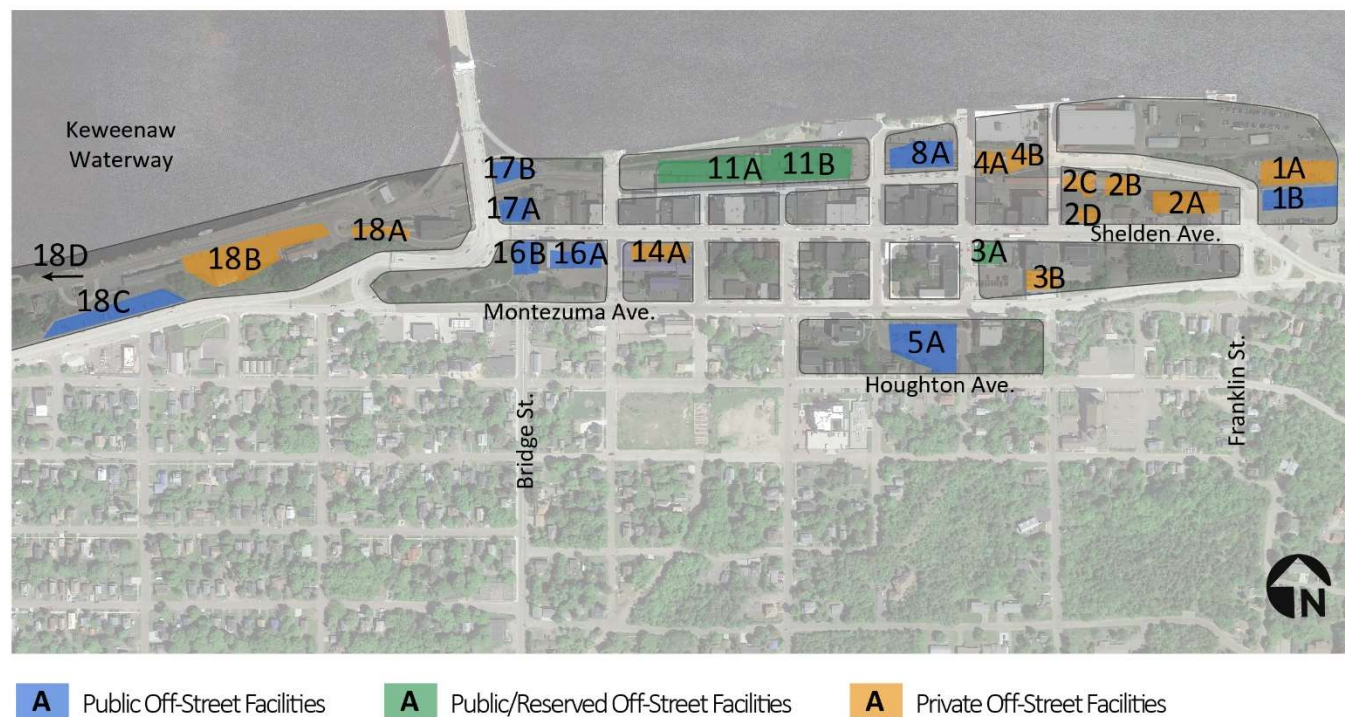 Keweenaw
Waterway
17B
11A
11B
8A
4A
4B
1A
1B
2C
2B
2A
2D
Shelden Ave.
17A
18A
18B
18D
18C
16B
16A
14A
3A
3B
Montezuma Ave.
5A
Houghton Ave.
Bridge St.
Franklin St.
N
A Public Off-Street Facilities
A Public/Reserved Off-Street Facilities
A Private Off-Street Facilities